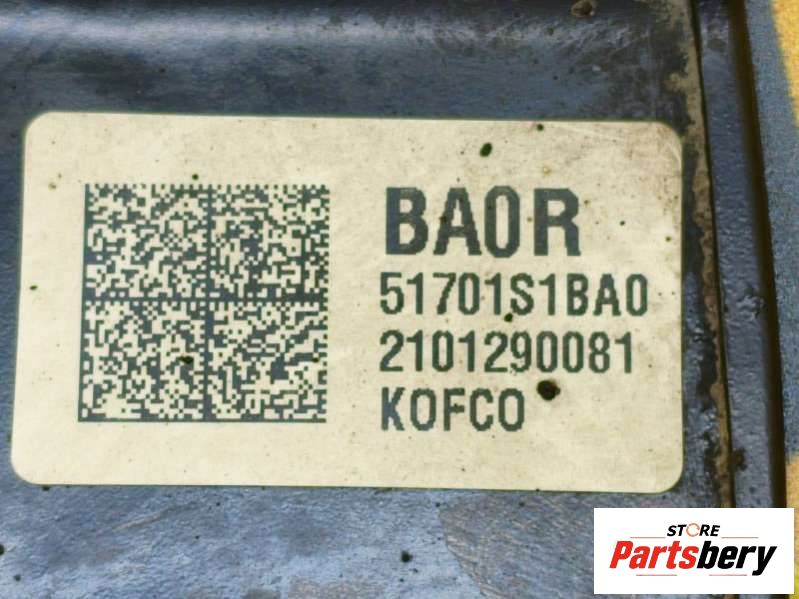 BA0R
51701S1BA0
2101290081
KOFCO
STORE
Partsbery